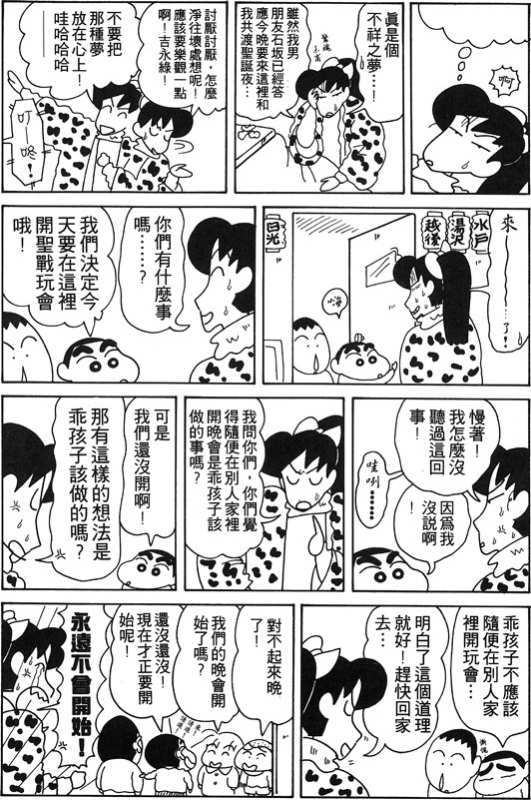 ………
啊!
真是個
不祥之夢…!
雖然我男
朋友石坂已經答
應今晚要來這裡和
我共渡聖誕夜…
討厭討厭,怎麼
淨往壞處想呢!
應該要樂觀一點
啊!吉永綠!
不要把
那種夢
放在心上!
哇哈哈哈
叮—咚!
來——了!
水戶
湯沢
越後
日光
嗨
你們有什麼事
嗎……?
我們決定今
天要在這裡
開聖戰玩會
哦!
慢著!
我怎麼沒
聽過這回
事!
因為我
沒說啊!
哇咧……
我問你們,你們覺
得隨便在別人家裡
開晚會是乖孩子該
做的事嗎?
可是
我們還沒開啊!
那有這樣的想法是
乖孩子該做的嗎?
乖孩子不應該
隨便在別人家
裡開玩會…
明白了這個道理
就好!趕快回家
去…
對不起來晚
了!
我們的晚會開
始了嗎?
還沒還沒!
現在才正要開
始呢!
永遠不會開始!